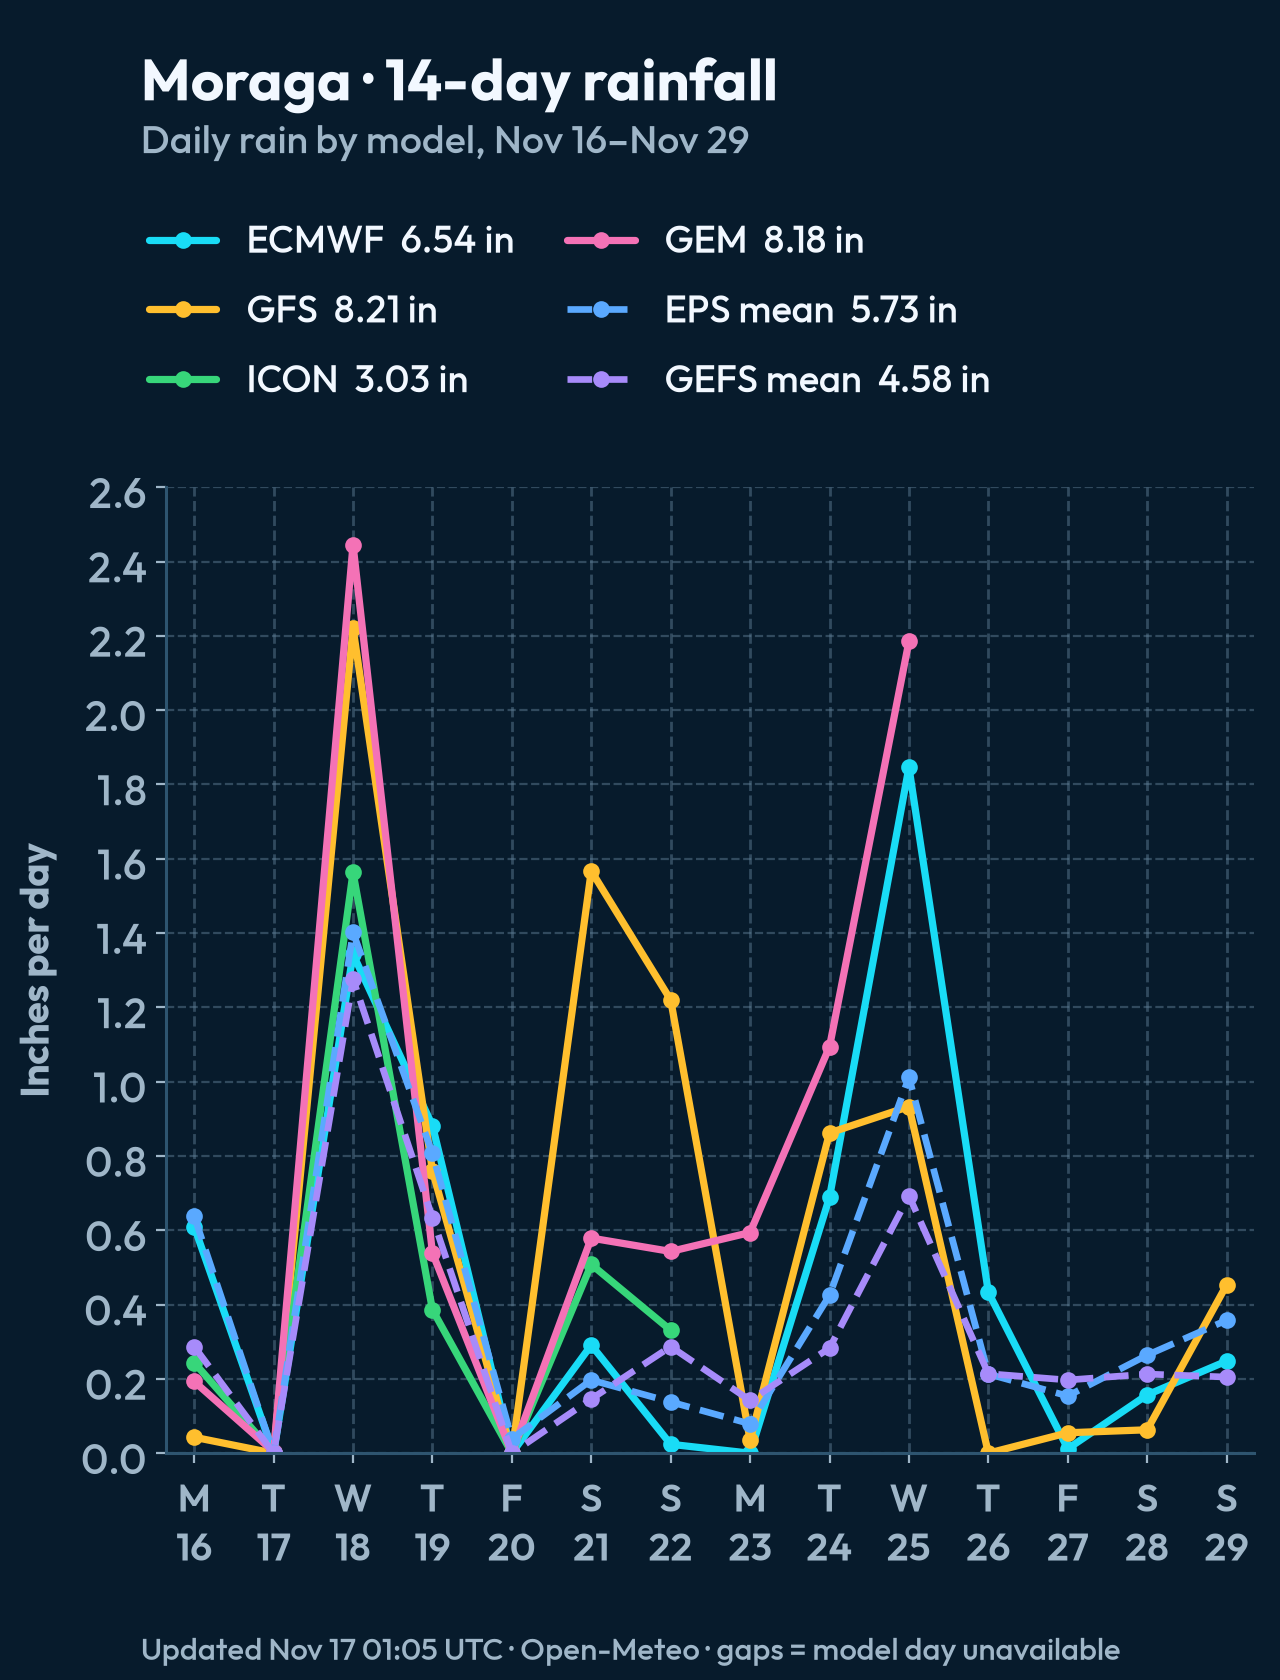 Moraga · 14-day rainfall
Daily rain by model, Nov 16–Nov 29
ECMWF 6.54 in
GEM 8.18 in
GFS 8.21 in
EPS mean 5.73 in
ICON 3.03 in
GEFS mean 4.58 in
Inches per day
2.6
2.4
2.2
2.0
1.8
1.6
1.4
1.2
1.0
0.8
0.6
0.4
0.2
0.0
M T W T F S S M T W T F S S
16 17 18 19 20 21 22 23 24 25 26 27 28 29
Updated Nov 17 01:05 UTC · Open-Meteo · gaps = model day unavailable